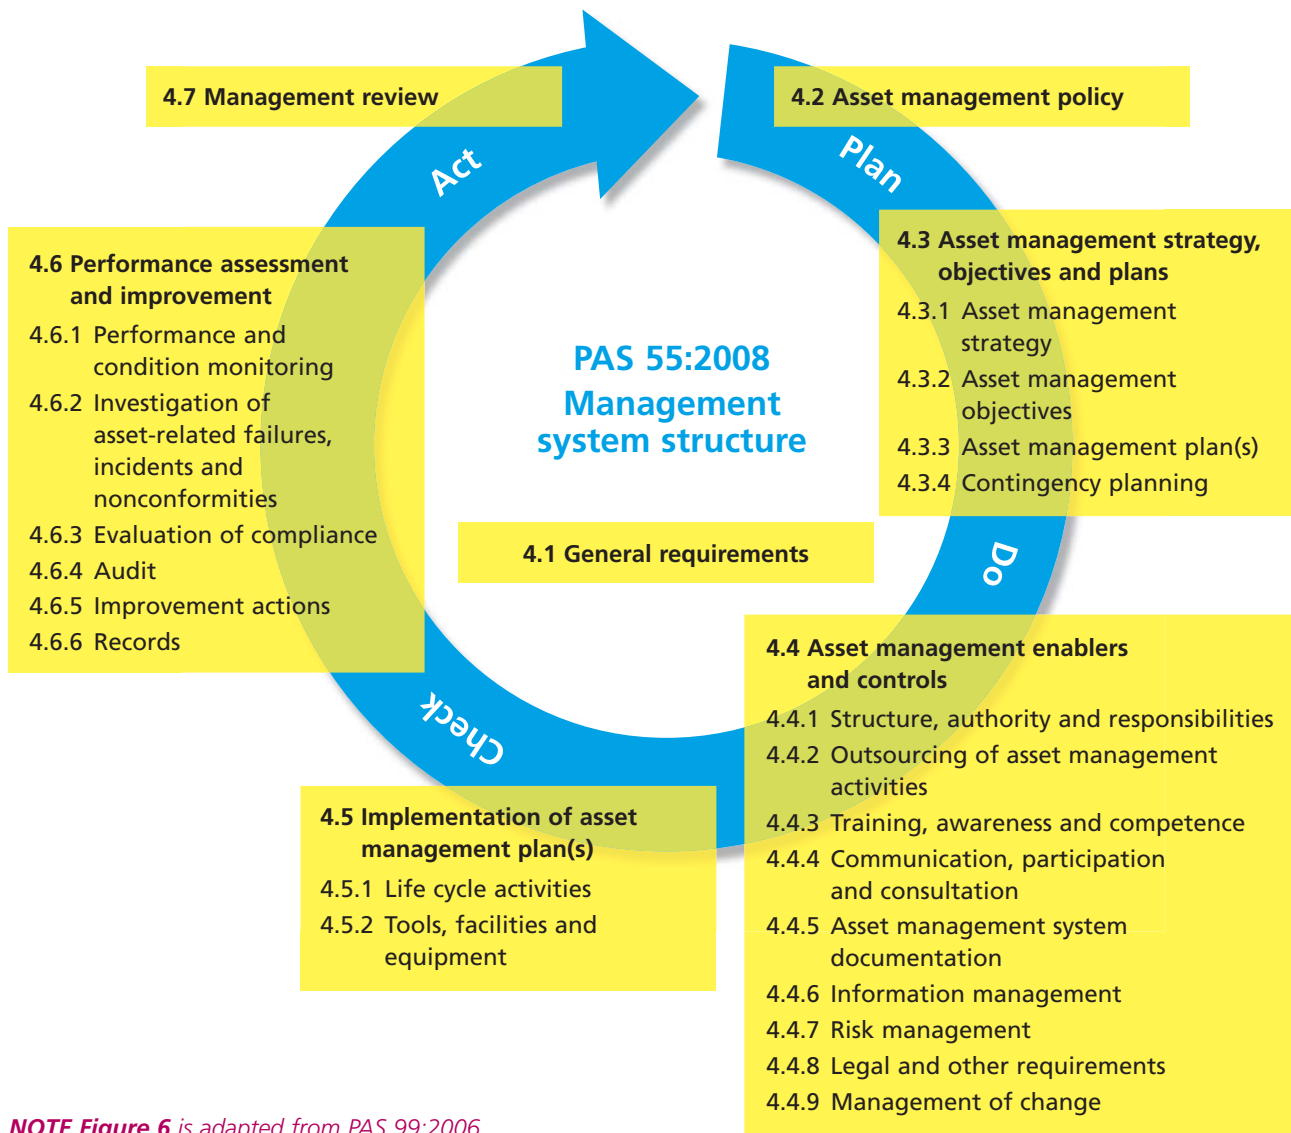 4.7 Management review
4.2 Asset management policy
Act
Plan
4.3 Asset management strategy,
objectives and plans
4.3.1 Asset management
strategy
4.3.2 Asset management
objectives
4.3.3 Asset management plan(s)
4.3.4 Contingency planning
4.6 Performance assessment
and improvement
4.6.1 Performance and
condition monitoring
4.6.2 Investigation of
asset-related failures,
incidents and
nonconformities
4.6.3 Evaluation of compliance
4.6.4 Audit
4.6.5 Improvement actions
4.6.6 Records
PAS 55:2008
Management
system structure
4.1 General requirements
Do
4.4 Asset management enablers
and controls
4.4.1 Structure, authority and responsibilities
4.4.2 Outsourcing of asset management
activities
4.4.3 Training, awareness and competence
4.4.4 Communication, participation
and consultation
4.4.5 Asset management system
documentation
4.4.6 Information management
4.4.7 Risk management
4.4.8 Legal and other requirements
4.4.9 Management of change
Check
4.5 Implementation of asset
management plan(s)
4.5.1 Life cycle activities
4.5.2 Tools, facilities and
equipment
NOTE Figure 6 is adapted from PAS 99:2006